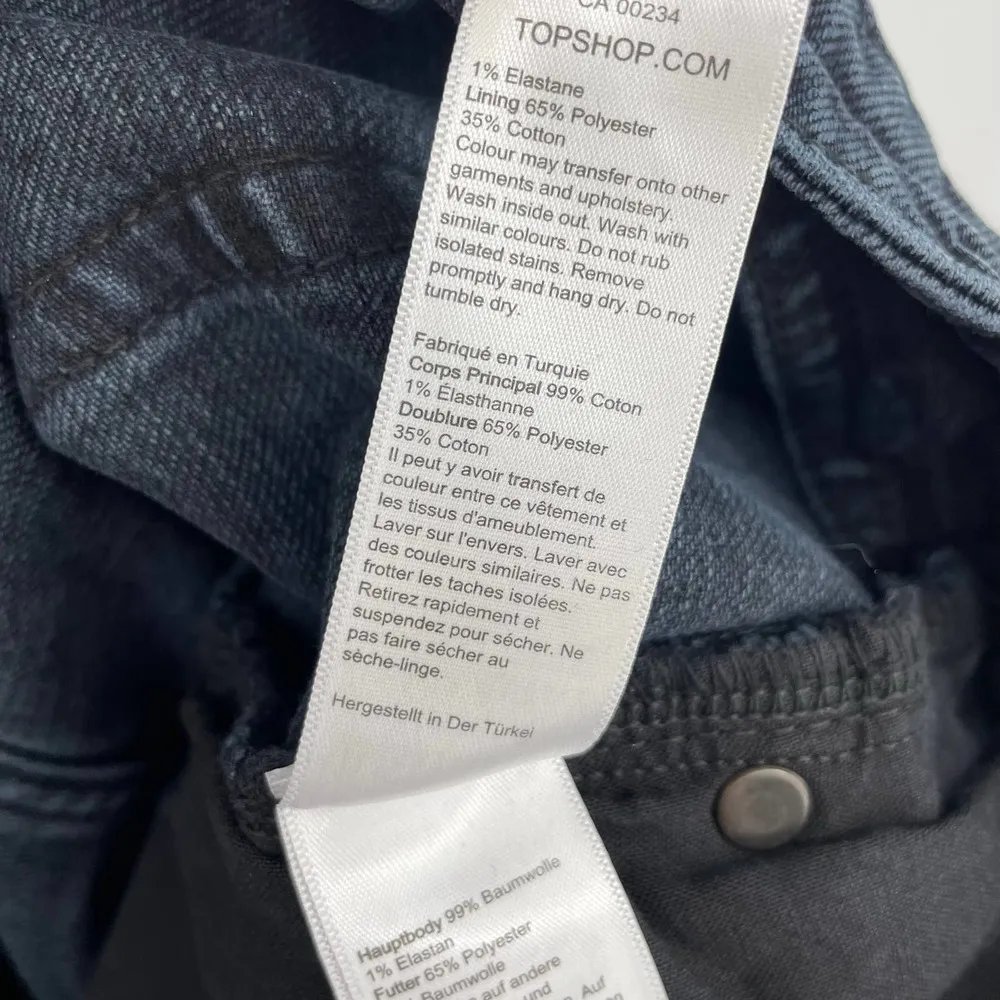 CA 00234
TOPSHOP.COM
1% Elastane
Lining 65% Polyester
35% Cotton
Colour may transfer onto other
garments and upholstery.
Wash inside out. Wash with
similar colours. Do not rub
isolated stains. Remove
promptly and hang dry. Do not
tumble dry.
Fabriqué en Turquie
Corps Principal 99% Coton
1% Élasthanne
Doublure 65% Polyester
35% Coton
Il peut y avoir transfert de
couleur entre ce vêtement et
les tissus d'ameublement.
Laver sur l'envers. Laver avec
des couleurs similaires. Ne pas
frotter les taches isolées.
Retirez rapidement et
suspendez pour sécher. Ne
pas faire sécher au
sèche-linge.
Hergestellt in Der Türkei
Hauptbody 99% Baumwolle
1% Elastan
Futter 65% Polyester
Baumwolle
auf andere
und
Auf